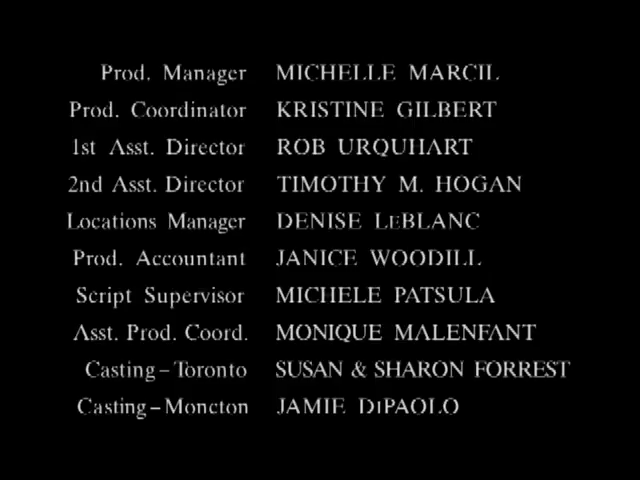 Prod. Manager MICHELLE MARCIL
Prod. Coordinator KRISTINE GILBERT
1st Asst. Director ROB URQUHART
2nd Asst. Director TIMOTHY M. HOGAN
Locations Manager DENISE LEBLANC
Prod. Accountant JANICE WOODILL
Script Supervisor MICHELE PATSULA
Asst. Prod. Coord. MONIQUE MALENFANT
Casting–Toronto SUSAN & SHARON FORREST
Casting–Moncton JAMIE DIPAOLO